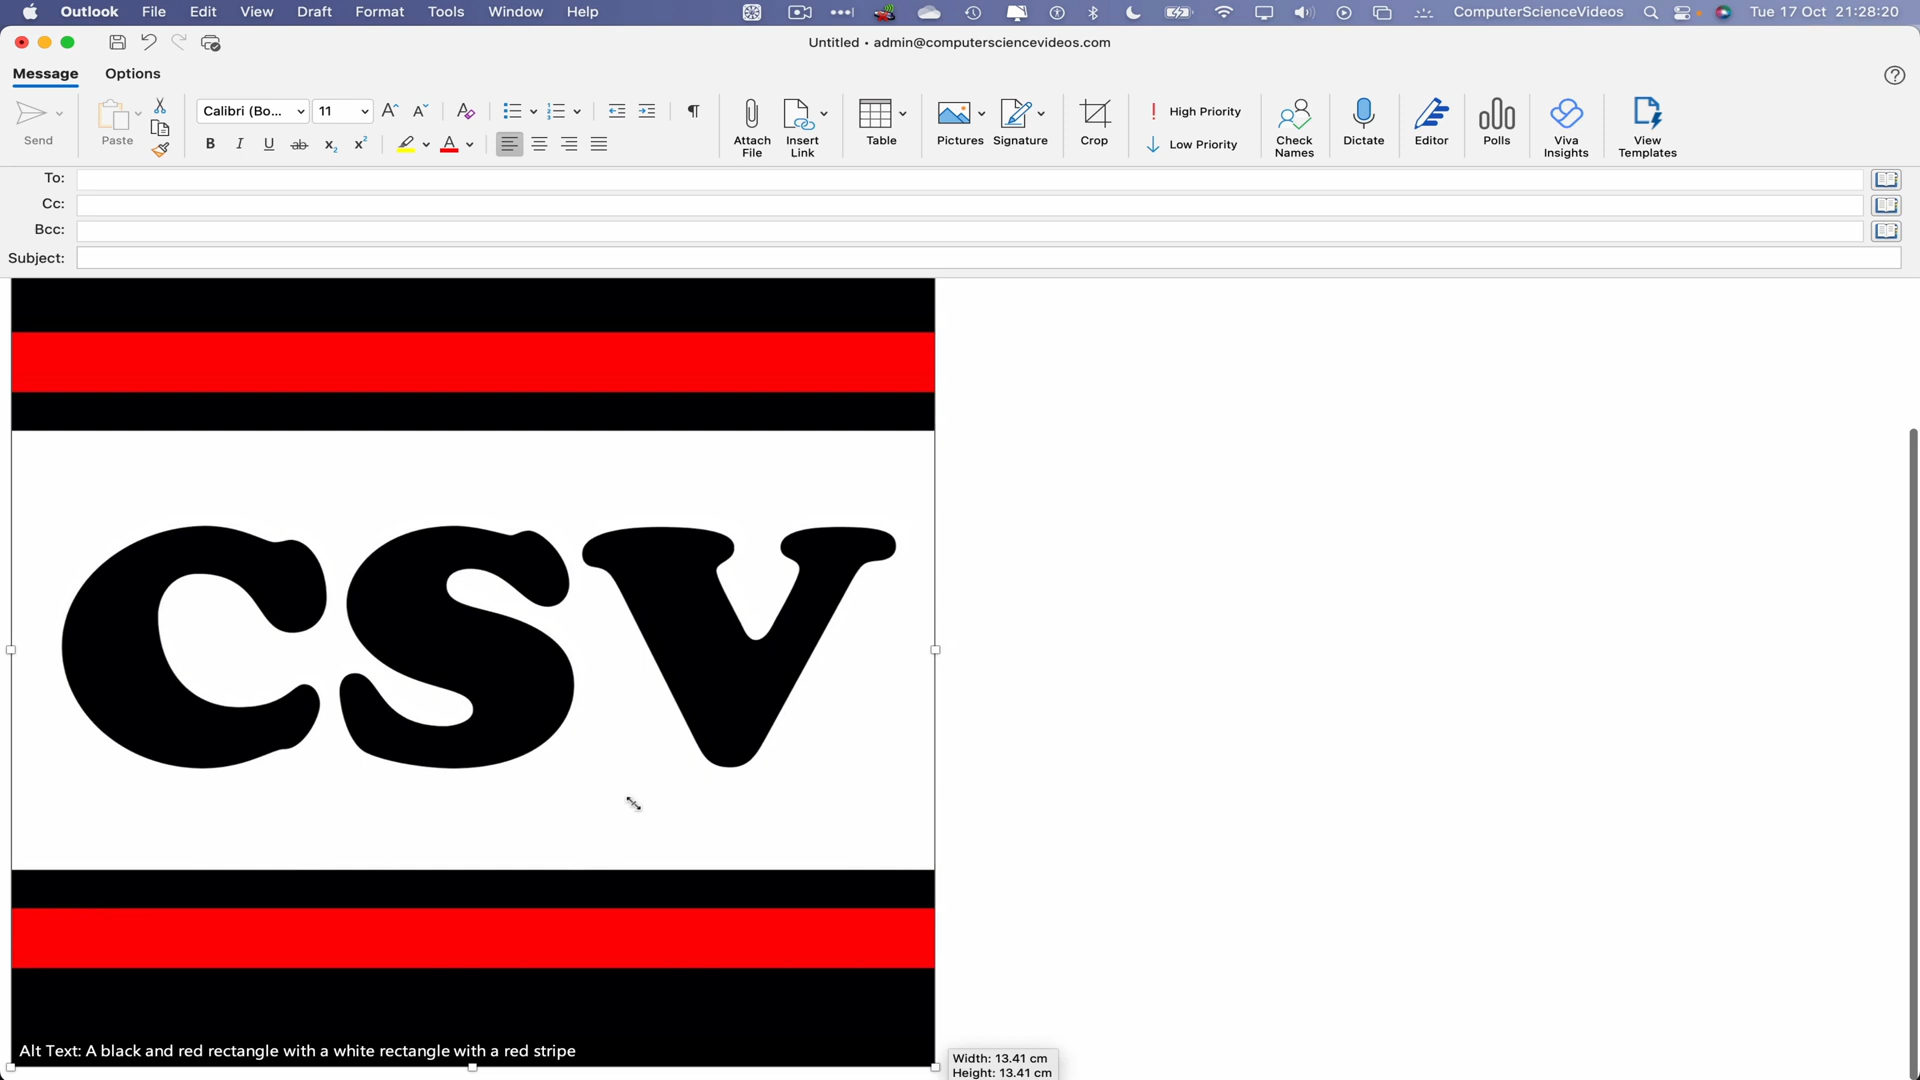 Outlook File Edit View Draft Format Tools Window Help ComputerScienceVideos Tue 17 Oct 21:28:20
Untitled • admin@computersciencevideos.com
Message Options
Send
Paste
Calibri (Bo... 11
Attach File
Insert Link
Table
Pictures
Signature
Crop
High Priority
Low Priority
Check Names
Dictate
Editor
Polls
Viva Insights
View Templates
To:
Cc:
Bcc:
Subject:
CSV
Alt Text: A black and red rectangle with a white rectangle with a red stripe
Width: 13.41 cm
Height: 13.41 cm